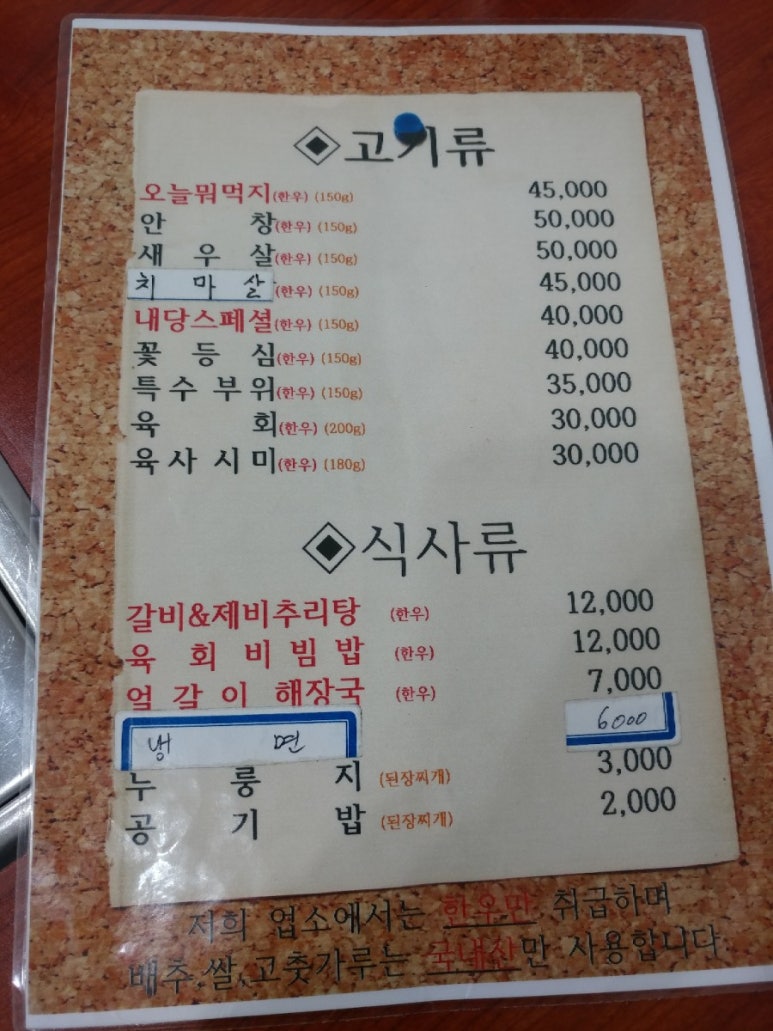 ◈고기류
오늘뭐먹지(한우) (150g) 45,000
안창(한우) (150g) 50,000
새우살(한우) (150g) 50,000
치마살(한우) (150g) 45,000
내당스페셜(한우) (150g) 40,000
꽃등심(한우) (150g) 40,000
특수부위(한우) (150g) 35,000
육회(한우) (200g) 30,000
육사시미(한우) (180g) 30,000
◈식사류
갈비&제비추리탕 (한우) 12,000
육회비빔밥 (한우) 12,000
얼갈이 해장국 (한우) 7,000
냉면 6000
누룽지 (된장찌개) 3,000
공기밥 (된장찌개) 2,000
저희 업소에서는 한우만 취급하며
배추,쌀,고춧가루는 국내산만 사용합니다